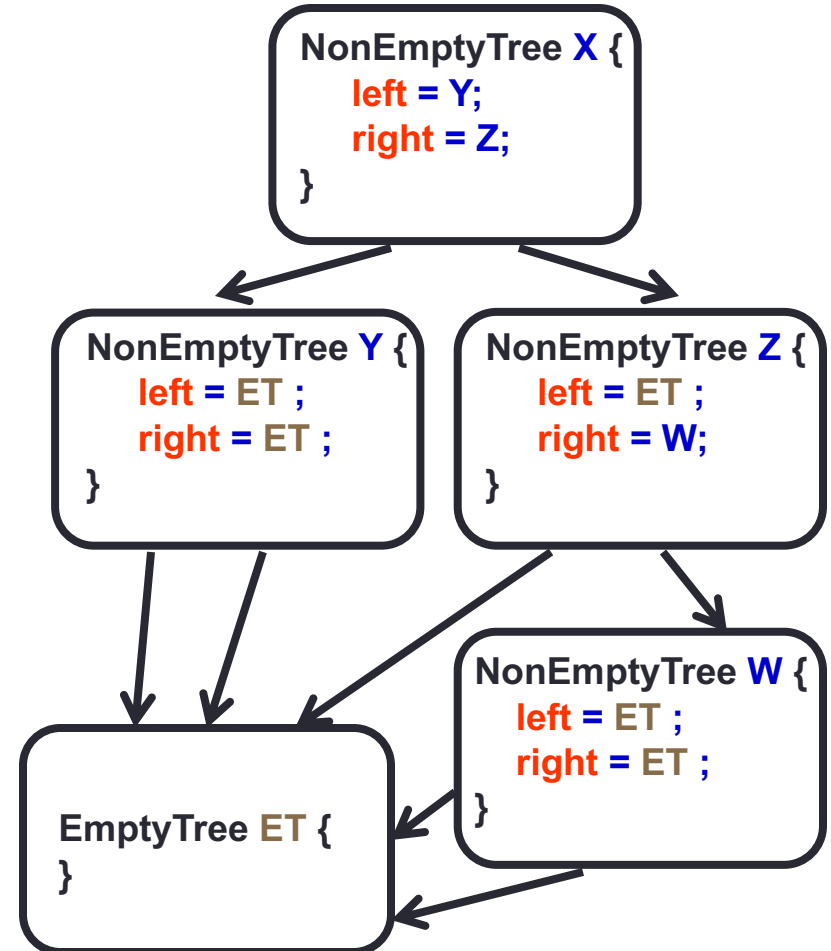 NonEmptyTree X {
left = Y;
right = Z;
}
NonEmptyTree Y {
left = ET ;
right = ET ;
}
NonEmptyTree Z {
left = ET ;
right = W;
}
NonEmptyTree W {
left = ET ;
right = ET ;
}
EmptyTree ET {
}